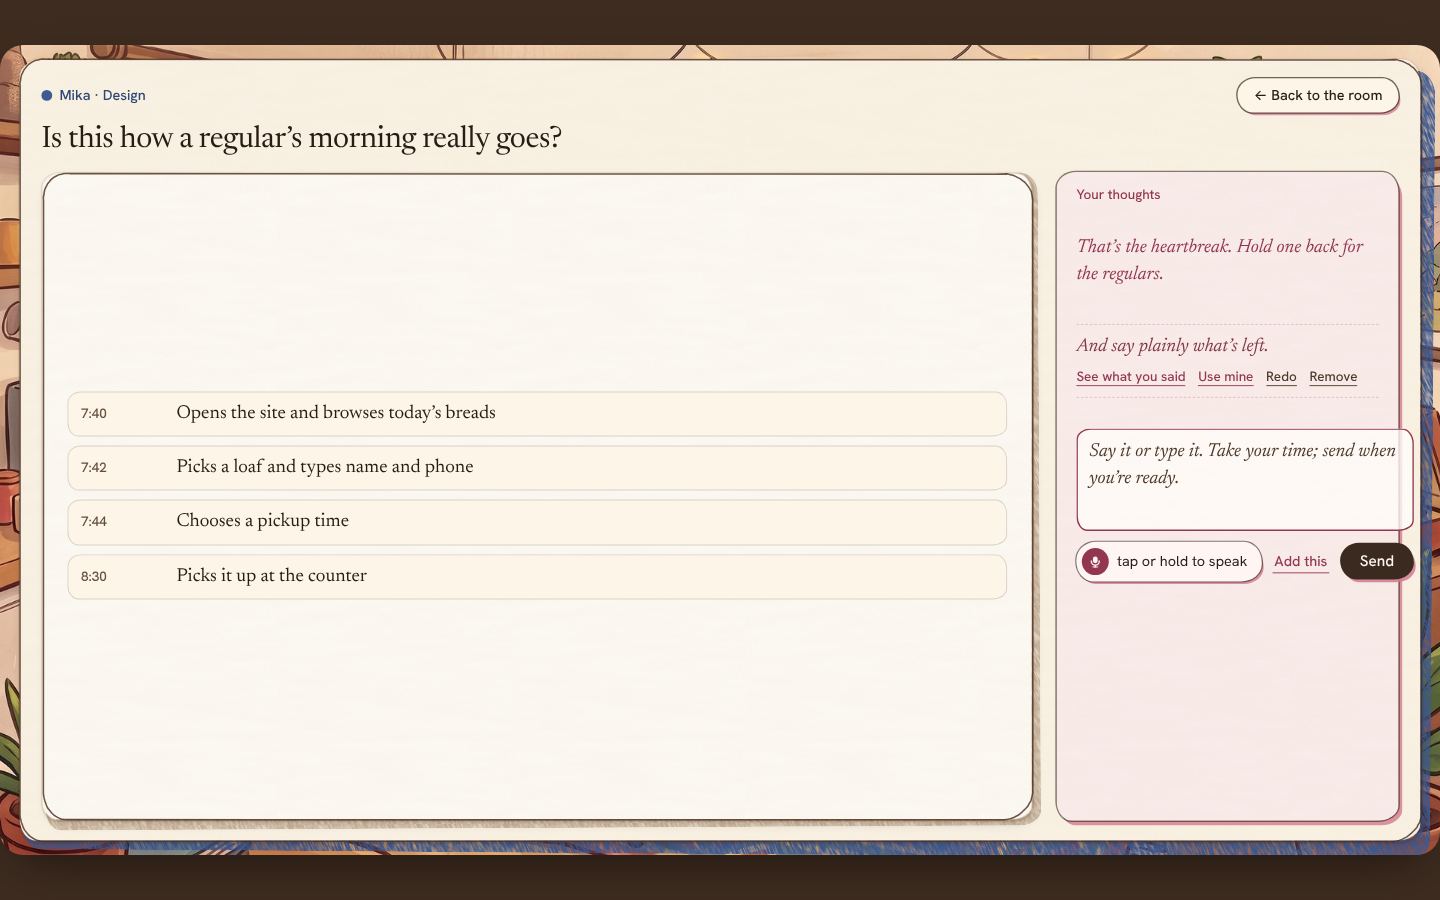 Mika · Design
← Back to the room
Is this how a regular’s morning really goes?
7:40 Opens the site and browses today’s breads
7:42 Picks a loaf and types name and phone
7:44 Chooses a pickup time
8:30 Picks it up at the counter
Your thoughts
That’s the heartbreak. Hold one back for
the regulars.
And say plainly what’s left.
See what you said Use mine Redo Remove
Say it or type it. Take your time; send when
you’re ready.
tap or hold to speak Add this Send